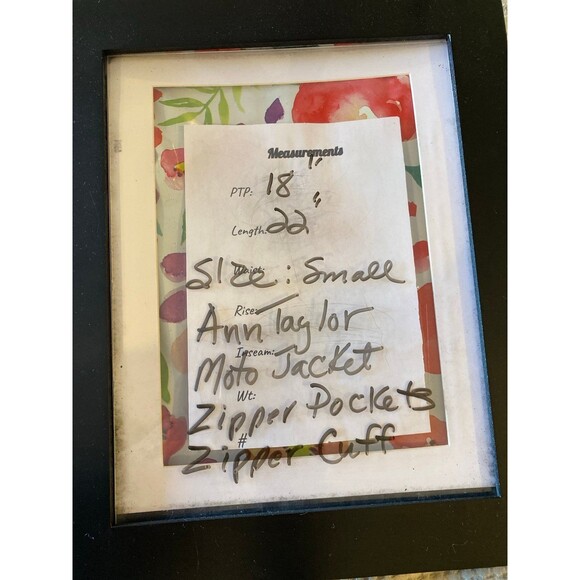 Measurements
PTP: 18"
Length: 22"
Waist:
Size: Small
Rise:
Ann Taylor
Inseam:
Moto Jacket
Wt:
Zipper Pockets
#
Zipper Cuff